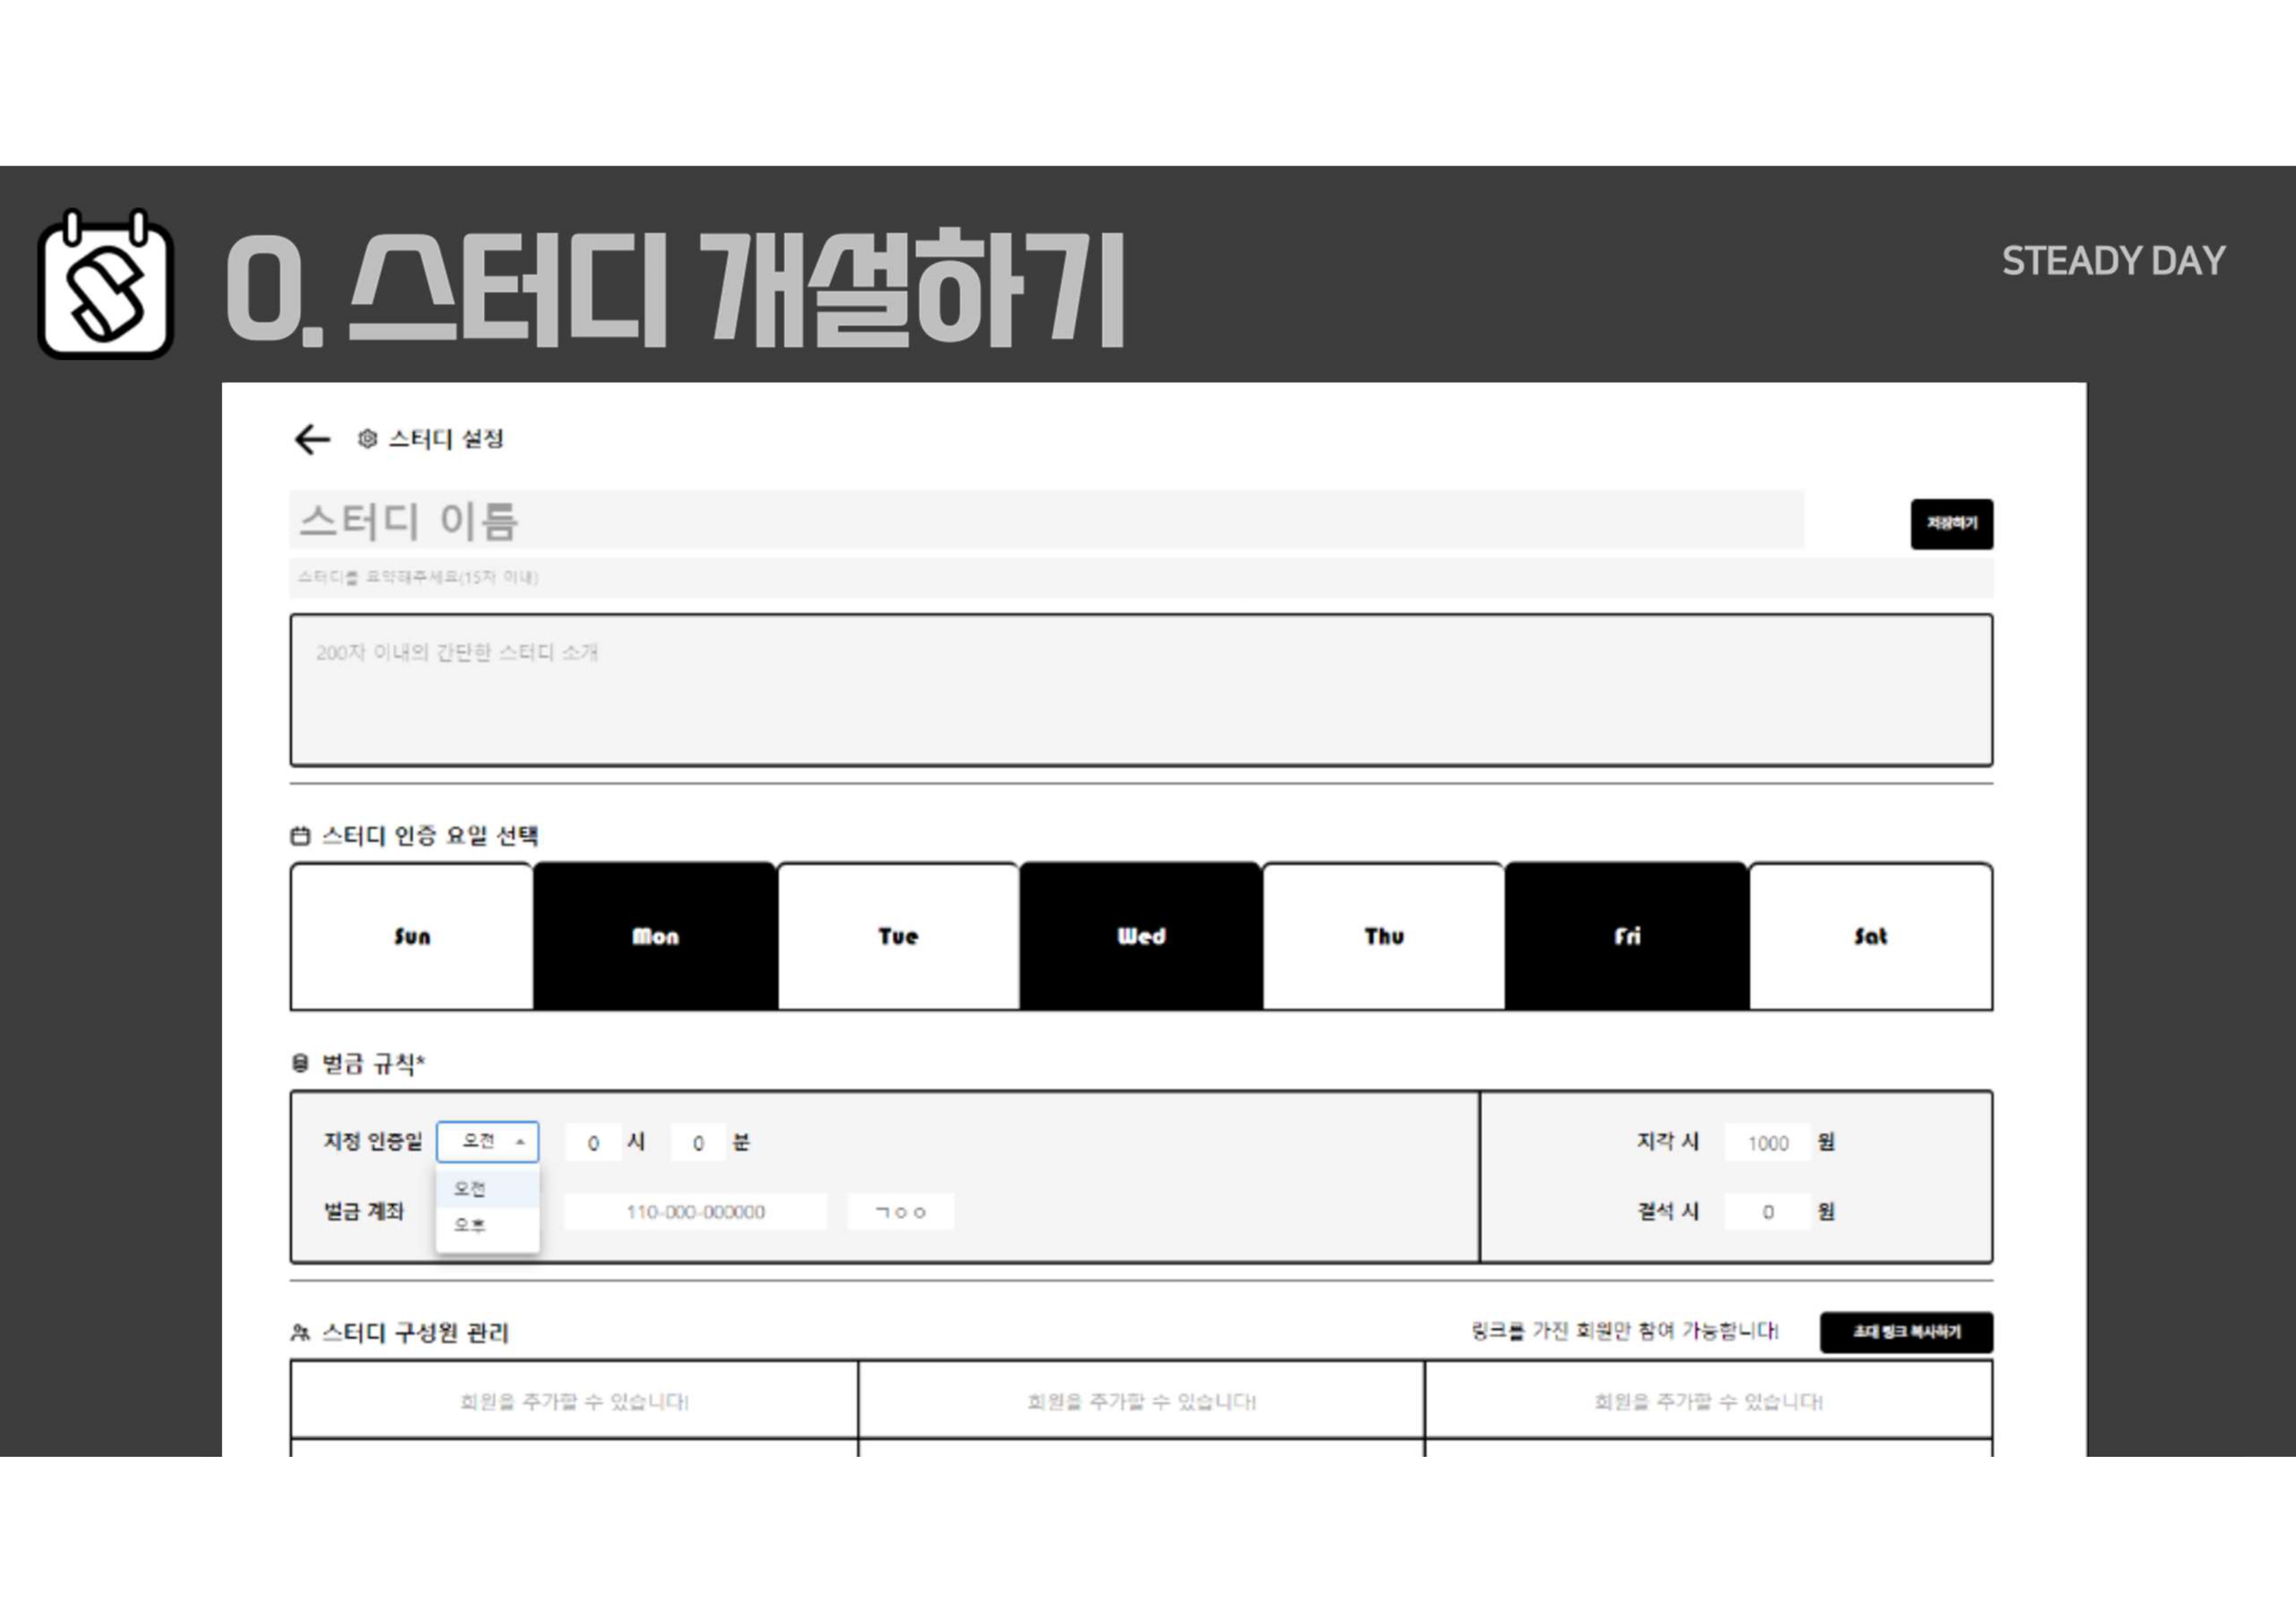 0. 스터디 개설하기
STEADY DAY
스터디 설정
스터디 이름
저장하기
스터디를 요약해주세요(15자 이내)
200자 이내의 간단한 스터디 소개
스터디 인증 요일 선택
Sun Mon Tue Wed Thu Fri Sat
벌금 규칙*
지정 인증일 오전 0 시 0 분 지각 시 1000 원
오전
벌금 계좌 110-000-000000 ㄱㅇㅇ 결석 시 0 원
오후
스터디 구성원 관리 링크를 가진 회원만 참여 가능합니다! 초대 링크 복사하기
회원을 추가할 수 있습니다! 회원을 추가할 수 있습니다! 회원을 추가할 수 있습니다!